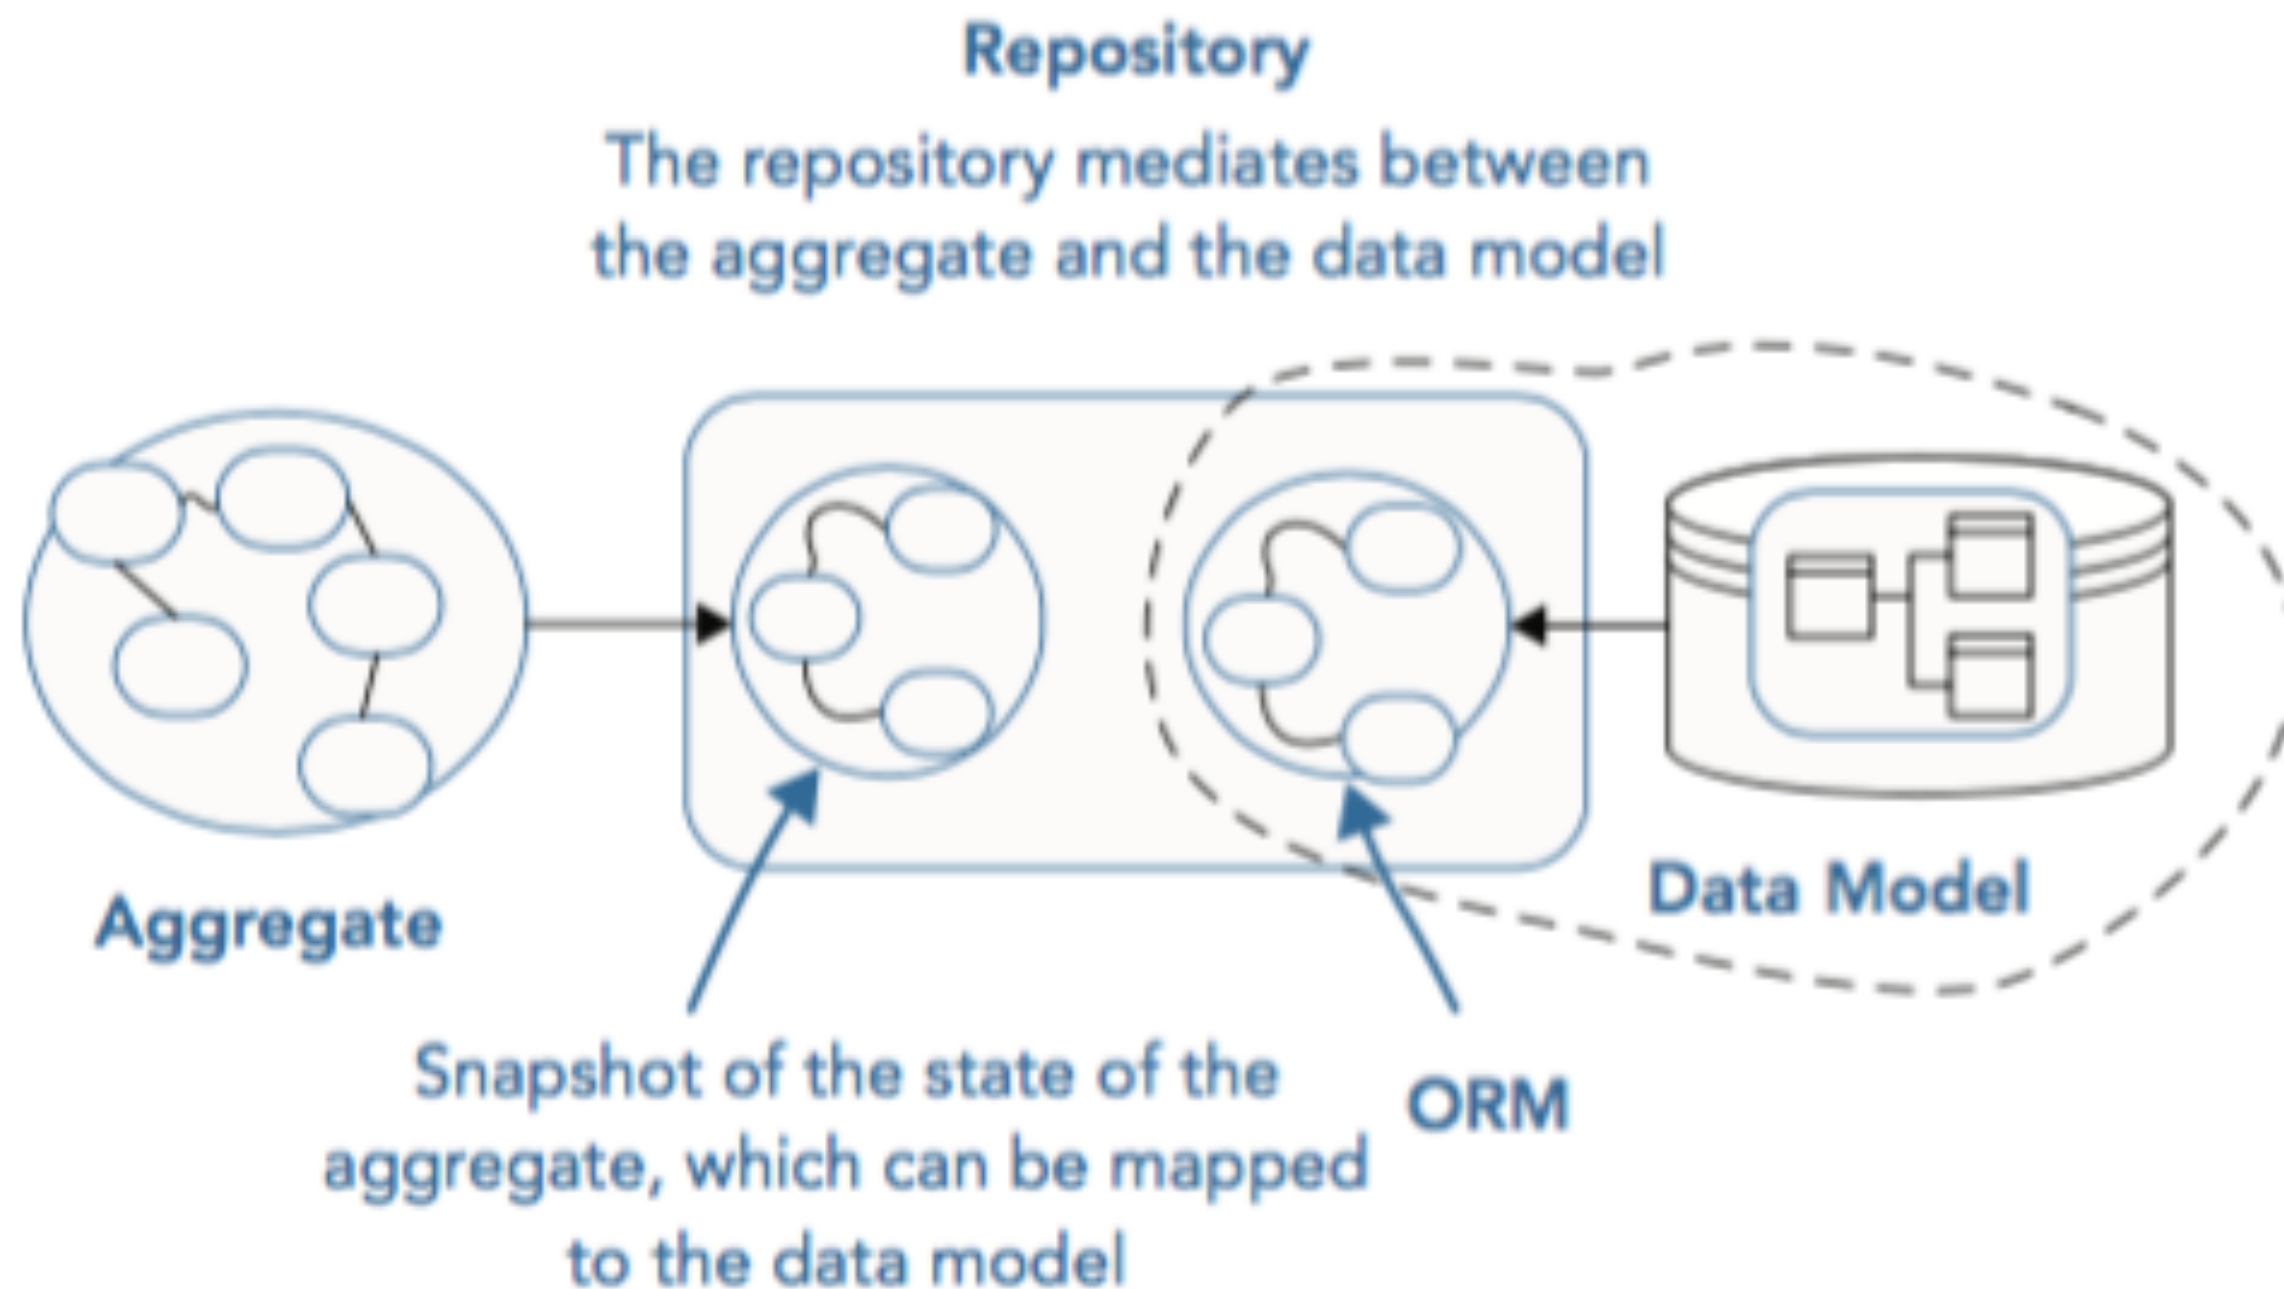 Repository
The repository mediates between
the aggregate and the data model
Aggregate
Data Model
Snapshot of the state of the
aggregate, which can be mapped
to the data model
ORM